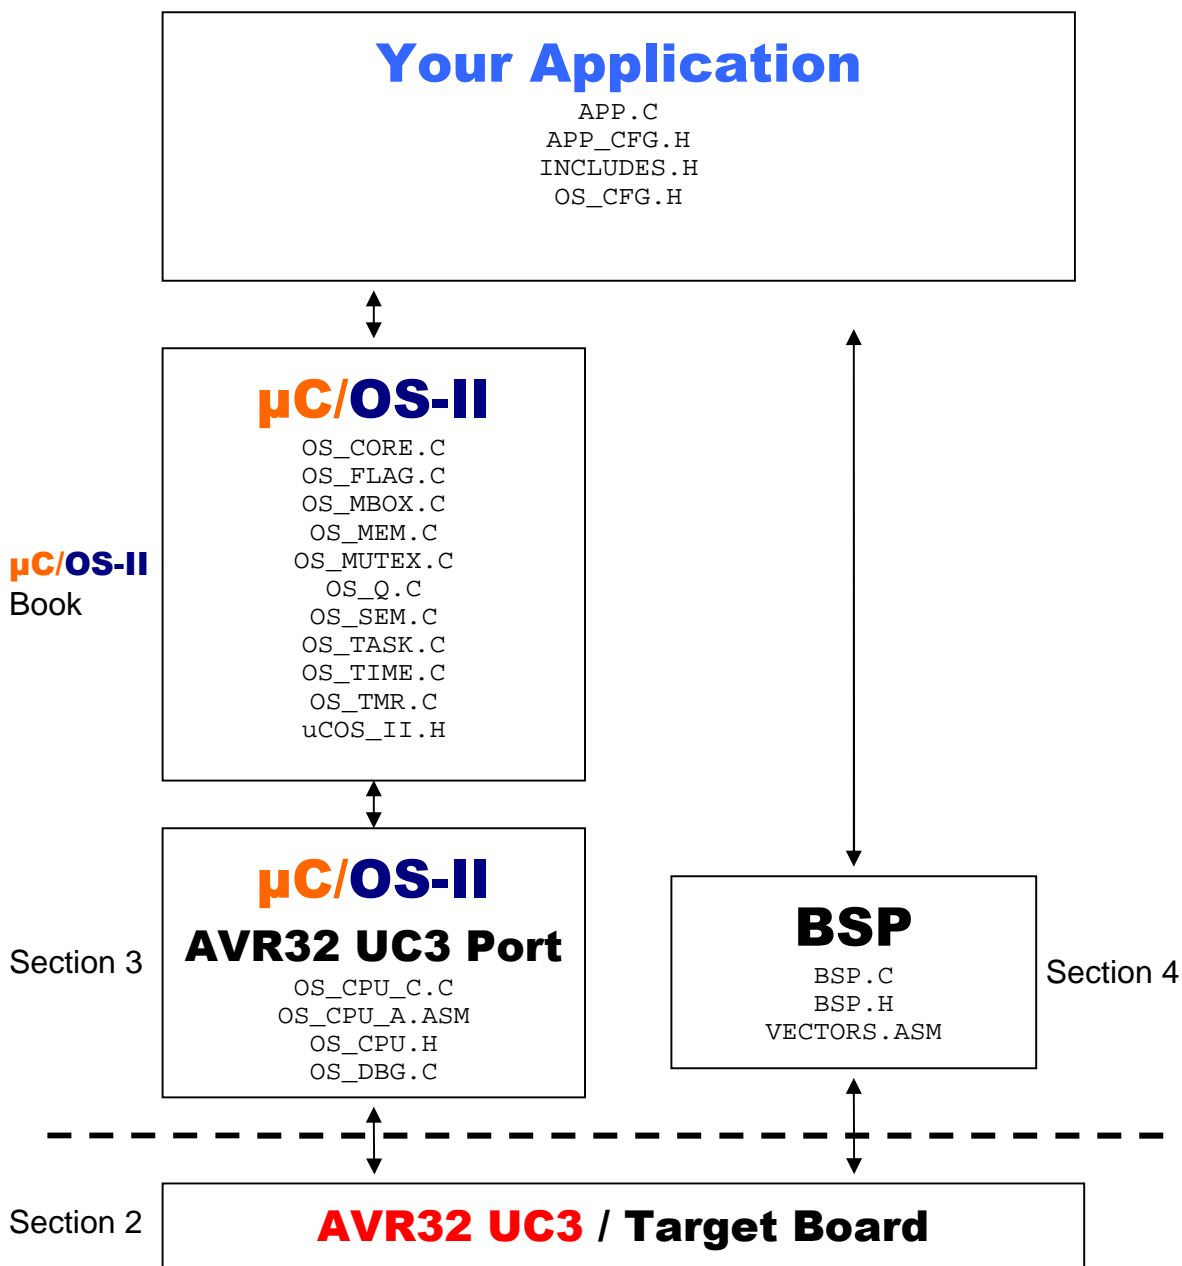 Your Application
APP.C
APP_CFG.H
INCLUDES.H
OS_CFG.H
µC/OS-II
OS_CORE.C
OS_FLAG.C
OS_MBOX.C
OS_MEM.C
OS_MUTEX.C
OS_Q.C
OS_SEM.C
OS_TASK.C
OS_TIME.C
OS_TMR.C
uCOS_II.H
µC/OS-II
Book
µC/OS-II
AVR32 UC3 Port
OS_CPU_C.C
OS_CPU_A.ASM
OS_CPU.H
OS_DBG.C
Section 3
BSP
BSP.C
BSP.H
VECTORS.ASM
Section 4
Section 2
AVR32 UC3 / Target Board